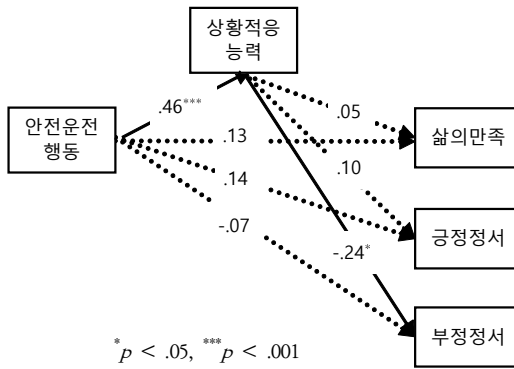 상황적응
능력
.46***
.05
안전운전
행동
.13
삶의만족
.10
.14
-.07
긍정정서
-.24*
부정정서
*p < .05, ***p < .001